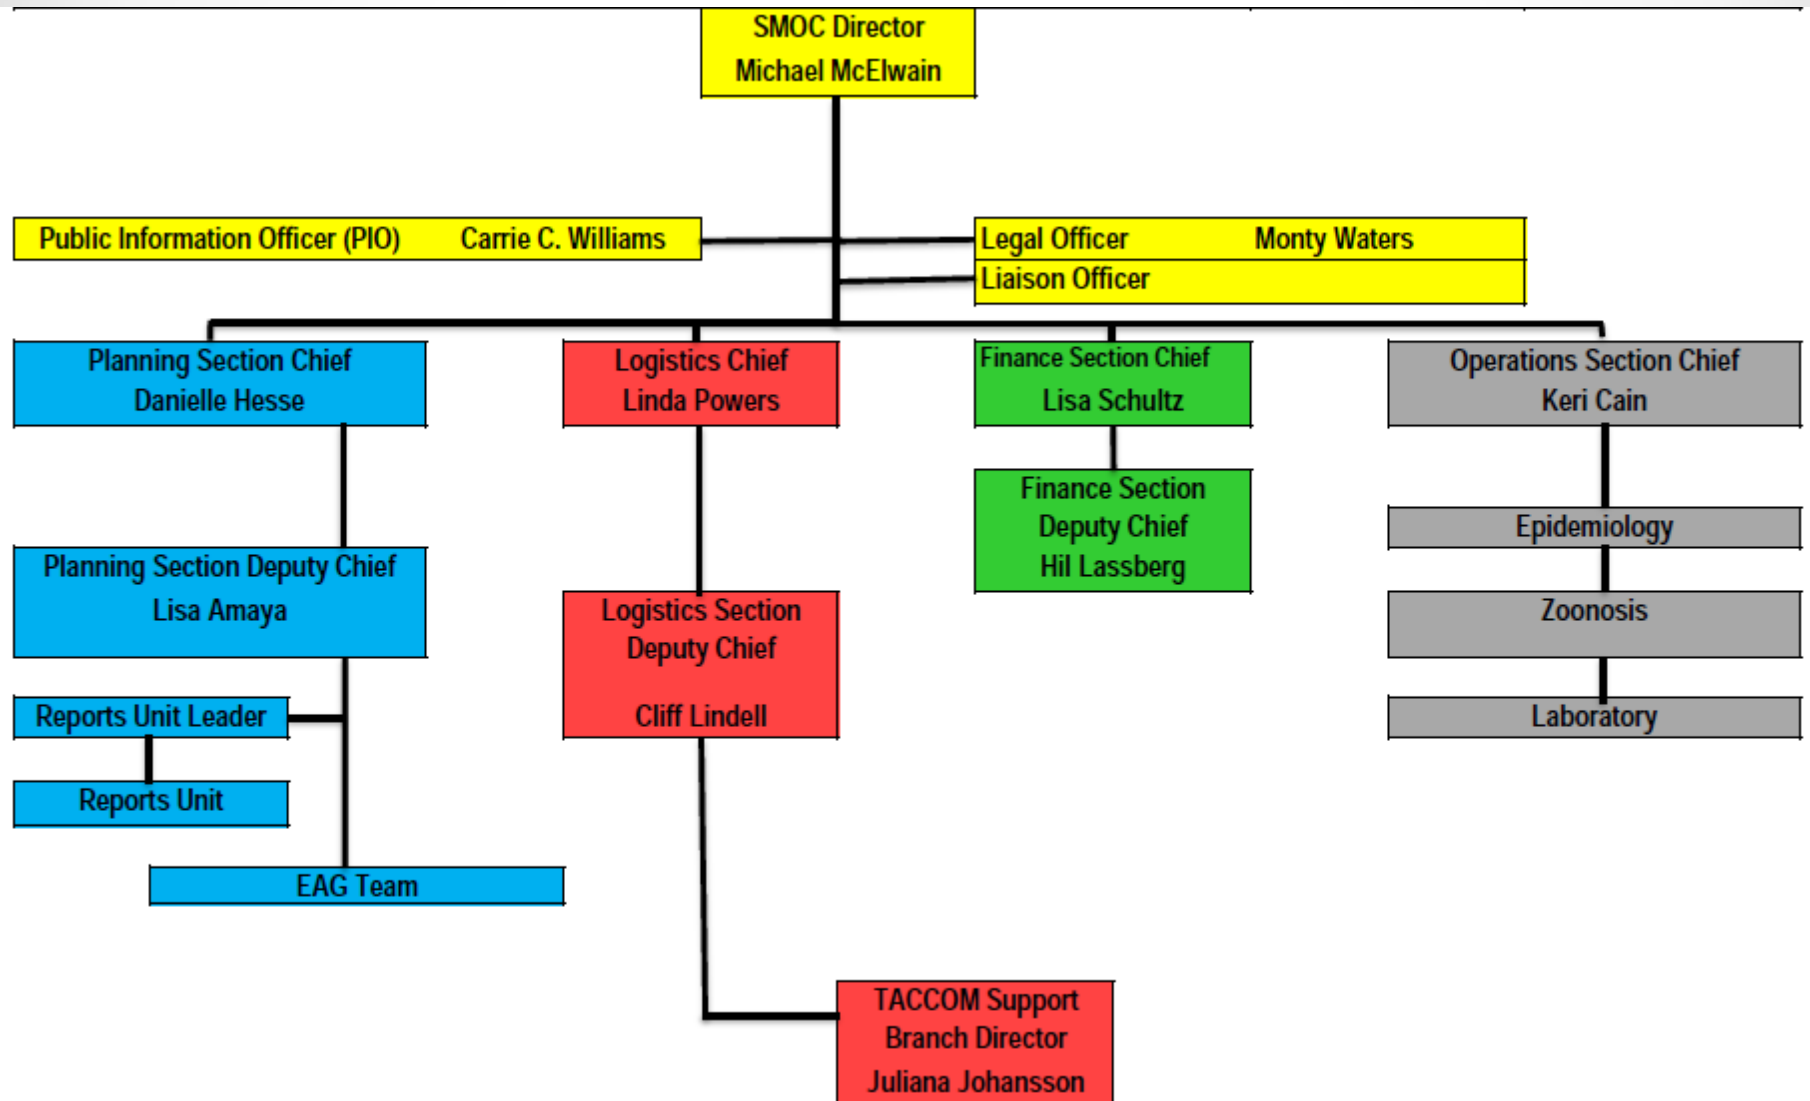 SMOC Director
Michael McElwain
Public Information Officer (PIO) Carrie C. Williams
Legal Officer Monty Waters
Liaison Officer
Planning Section Chief
Danielle Hesse
Logistics Chief
Linda Powers
Finance Section Chief
Lisa Schultz
Operations Section Chief
Keri Cain
Planning Section Deputy Chief
Lisa Amaya
Logistics Section
Deputy Chief
Cliff Lindell
Finance Section
Deputy Chief
Hil Lassberg
Epidemiology
Zoonosis
Laboratory
Reports Unit Leader
Reports Unit
EAG Team
TACCOM Support
Branch Director
Juliana Johansson